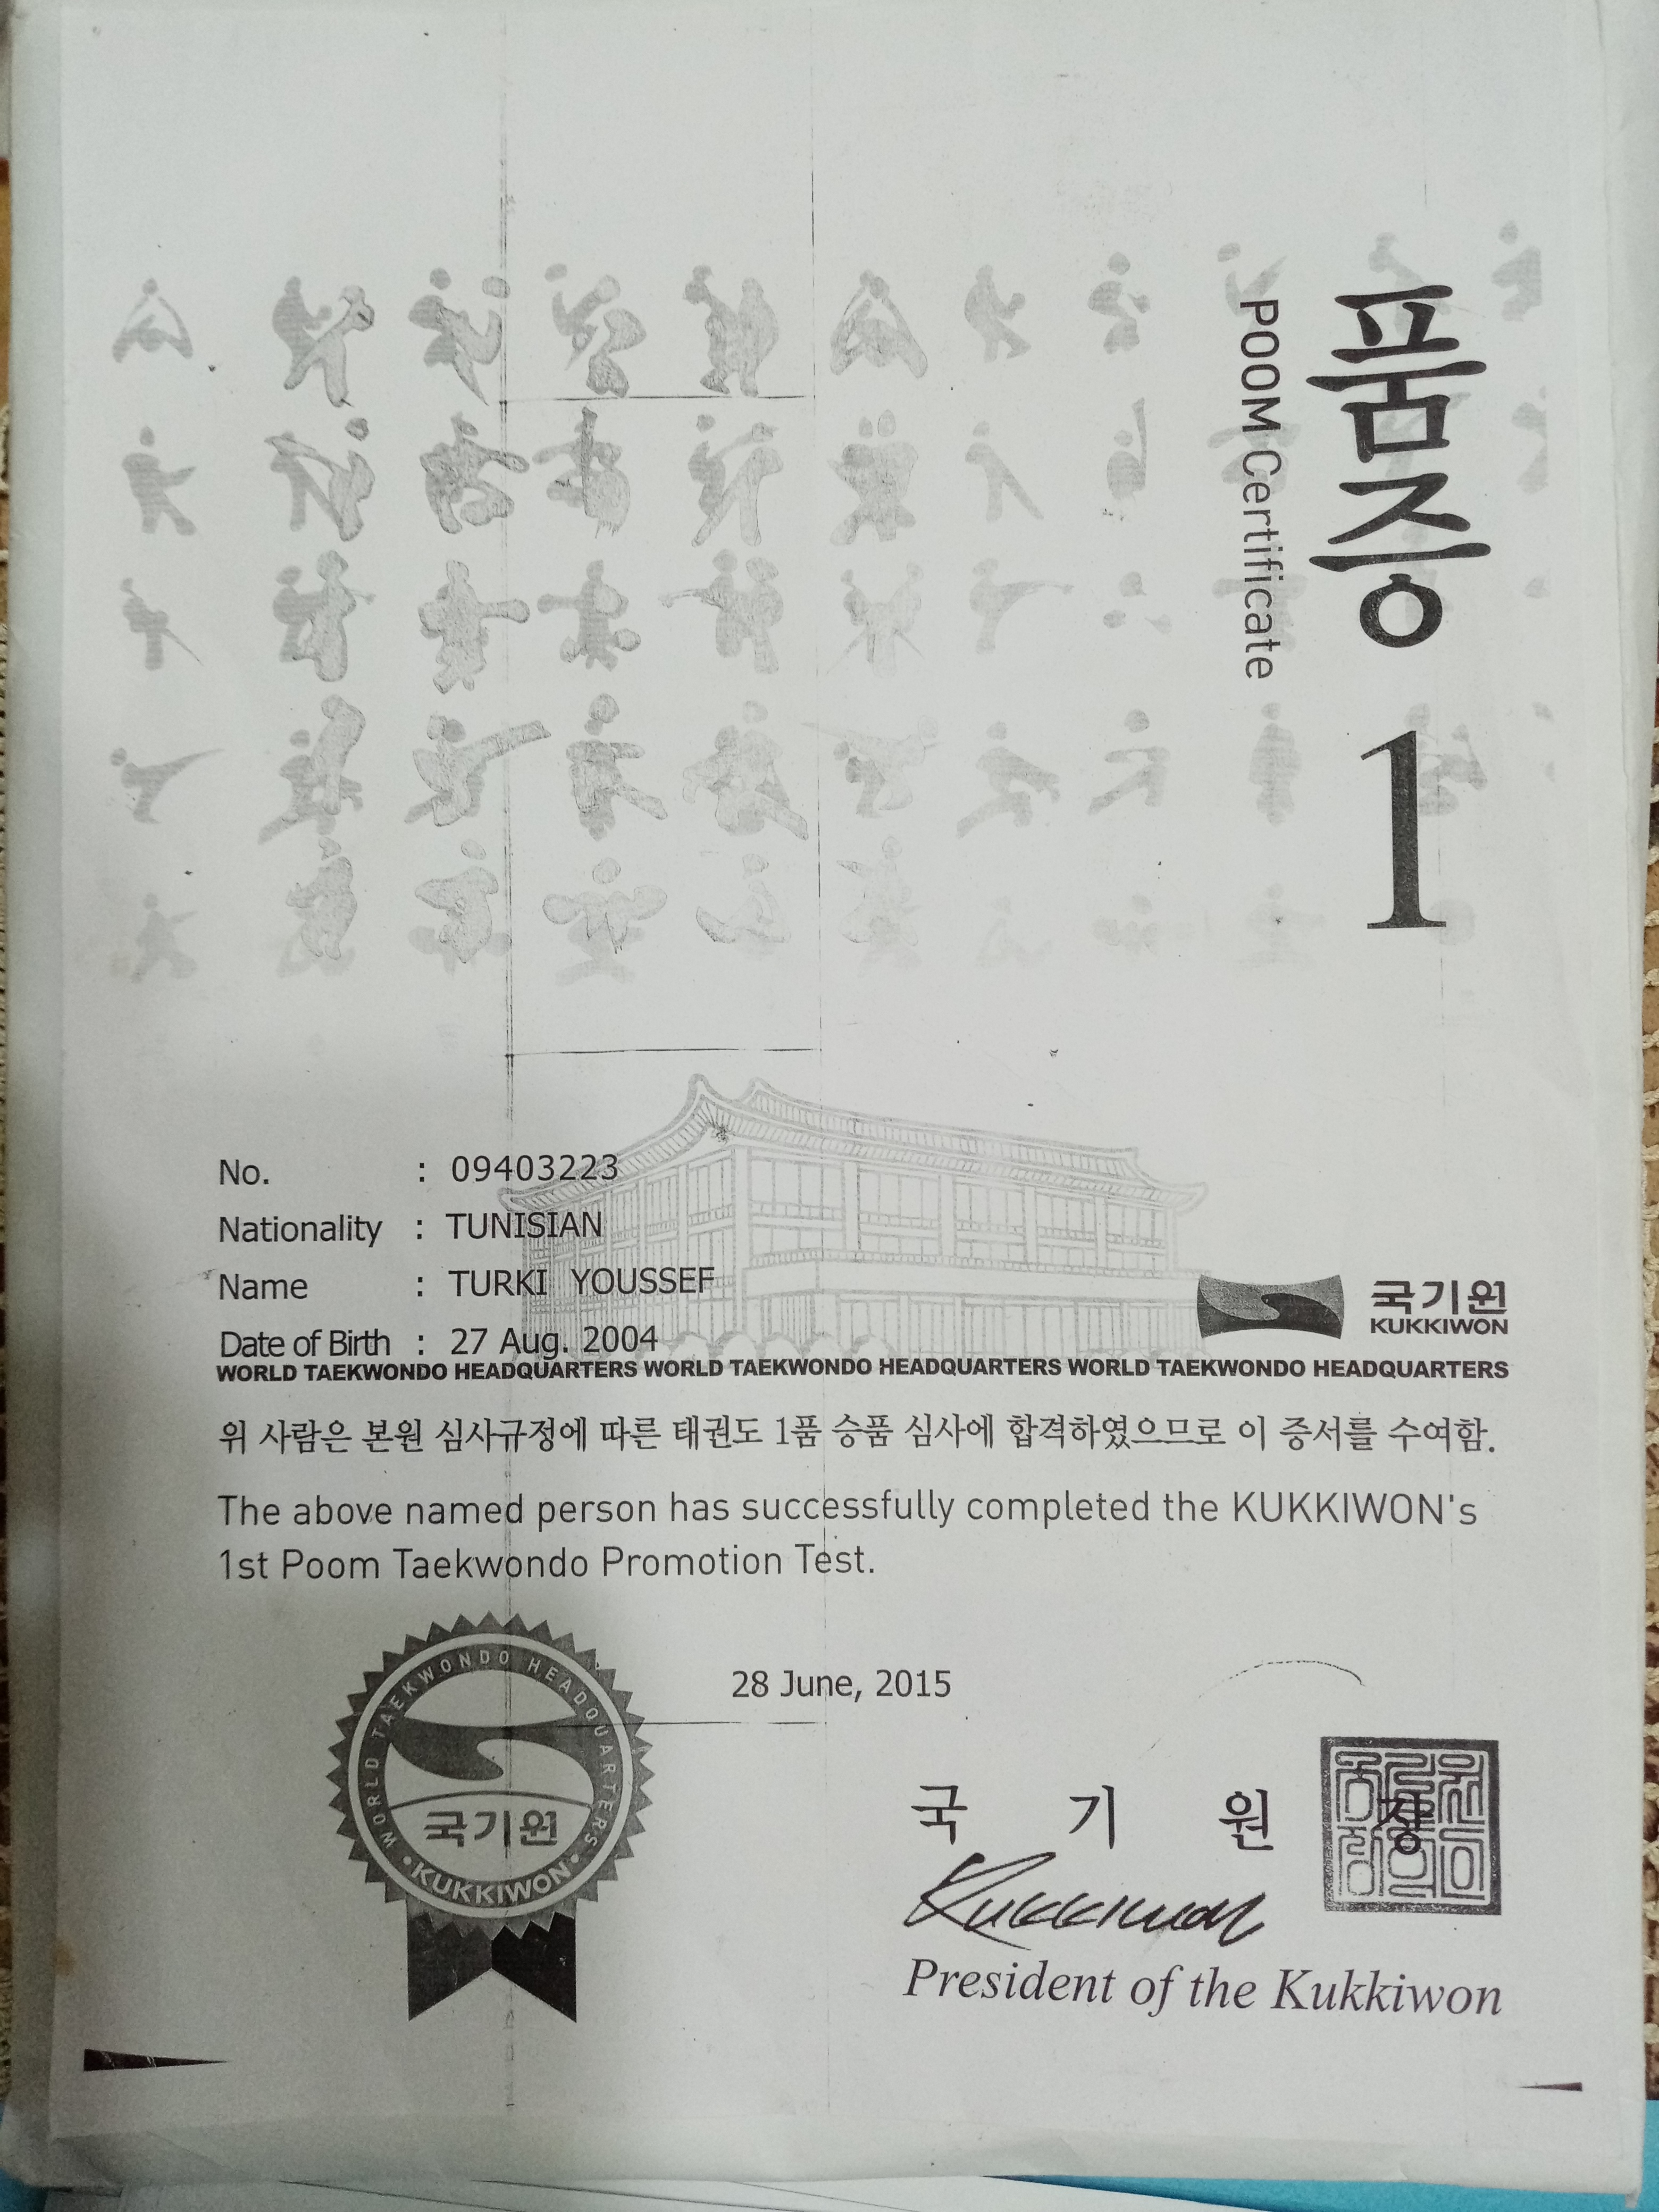 품증 1
POOM Certificate
No. : 09403223
Nationality : TUNISIAN
Name : TURKI YOUSSEF
Date of Birth : 27 Aug. 2004
국기원
KUKKIWON
WORLD TAEKWONDO HEADQUARTERS WORLD TAEKWONDO HEADQUARTERS WORLD TAEKWONDO HEADQUARTERS
위 사람은 본원 심사규정에 따른 태권도 1품 승품 심사에 합격하였으므로 이 증서를 수여함.
The above named person has successfully completed the KUKKIWON's
1st Poom Taekwondo Promotion Test.
28 June, 2015
WORLD TAEKWONDO HEADQUARTERS
국기원
• KUKKIWON •
국 기 원 장
Kukkiwon
President of the Kukkiwon